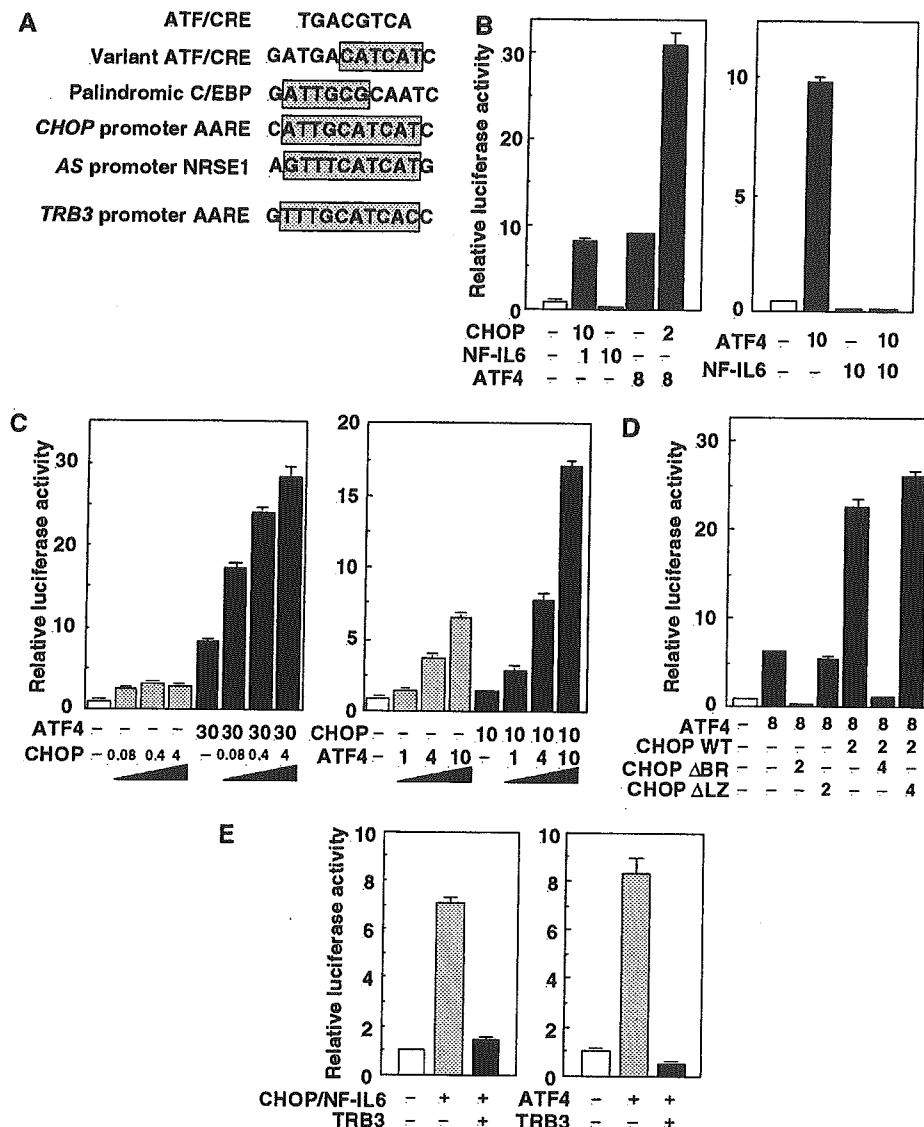 A
ATF/CRE TGACGTCA
Variant ATF/CRE GATGACATCATC
Palindromic C/EBP GATTGCGCAATC
CHOP promoter AARE CATTGCATCATC
AS promoter NRSE1 AGTTTCATCATG
TRB3 promoter AARE GTTTGCATCACC
B
Relative luciferase activity
30
20
10
0
CHOP – 10 – – 2
NF-IL6 – 1 10 – –
ATF4 – – – 8 8
10
5
0
ATF4 – 10 – 10
NF-IL6 – – 10 10
C
Relative luciferase activity
30
20
10
0
ATF4 – – – – 30 30 30 30
CHOP – 0.08 0.4 4 – 0.08 0.4 4
20
15
10
5
0
CHOP – – – – 10 10 10 10
ATF4 – 1 4 10 – 1 4 10
D
Relative luciferase activity
30
20
10
0
ATF4 – 8 8 8 8 8 8
CHOP WT – – – – 2 2 2
CHOP ΔBR – – 2 – – 4 –
CHOP ΔLZ – – – 2 – – 4
E
Relative luciferase activity
10
8
6
4
2
0
CHOP/NF-IL6 – + +
TRB3 – – +
10
8
6
4
2
0
ATF4 – + +
TRB3 – – +